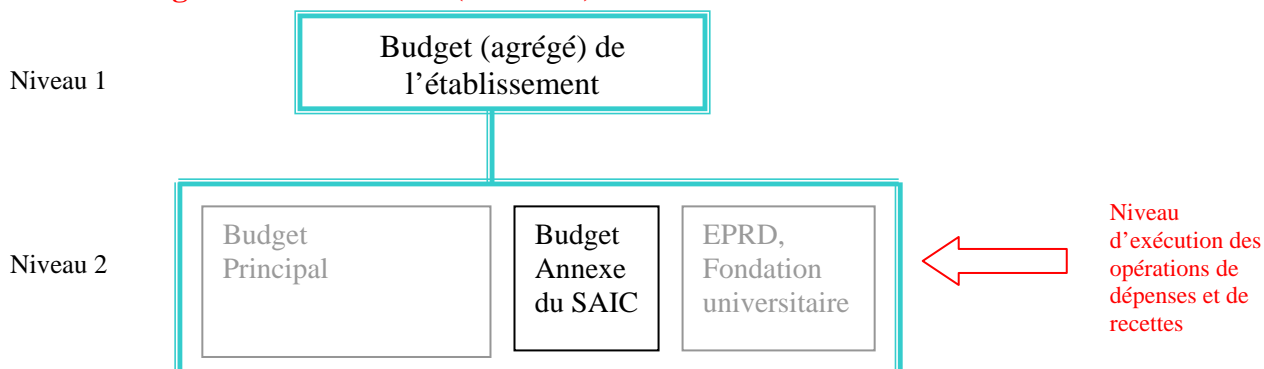 Budget (agrégé) de
l'établissement
Niveau 1
Budget
Principal
Budget
Annexe
du SAIC
EPRD,
Fondation
universitaire
Niveau 2
Niveau
d'exécution des
opérations de
dépenses et de
recettes